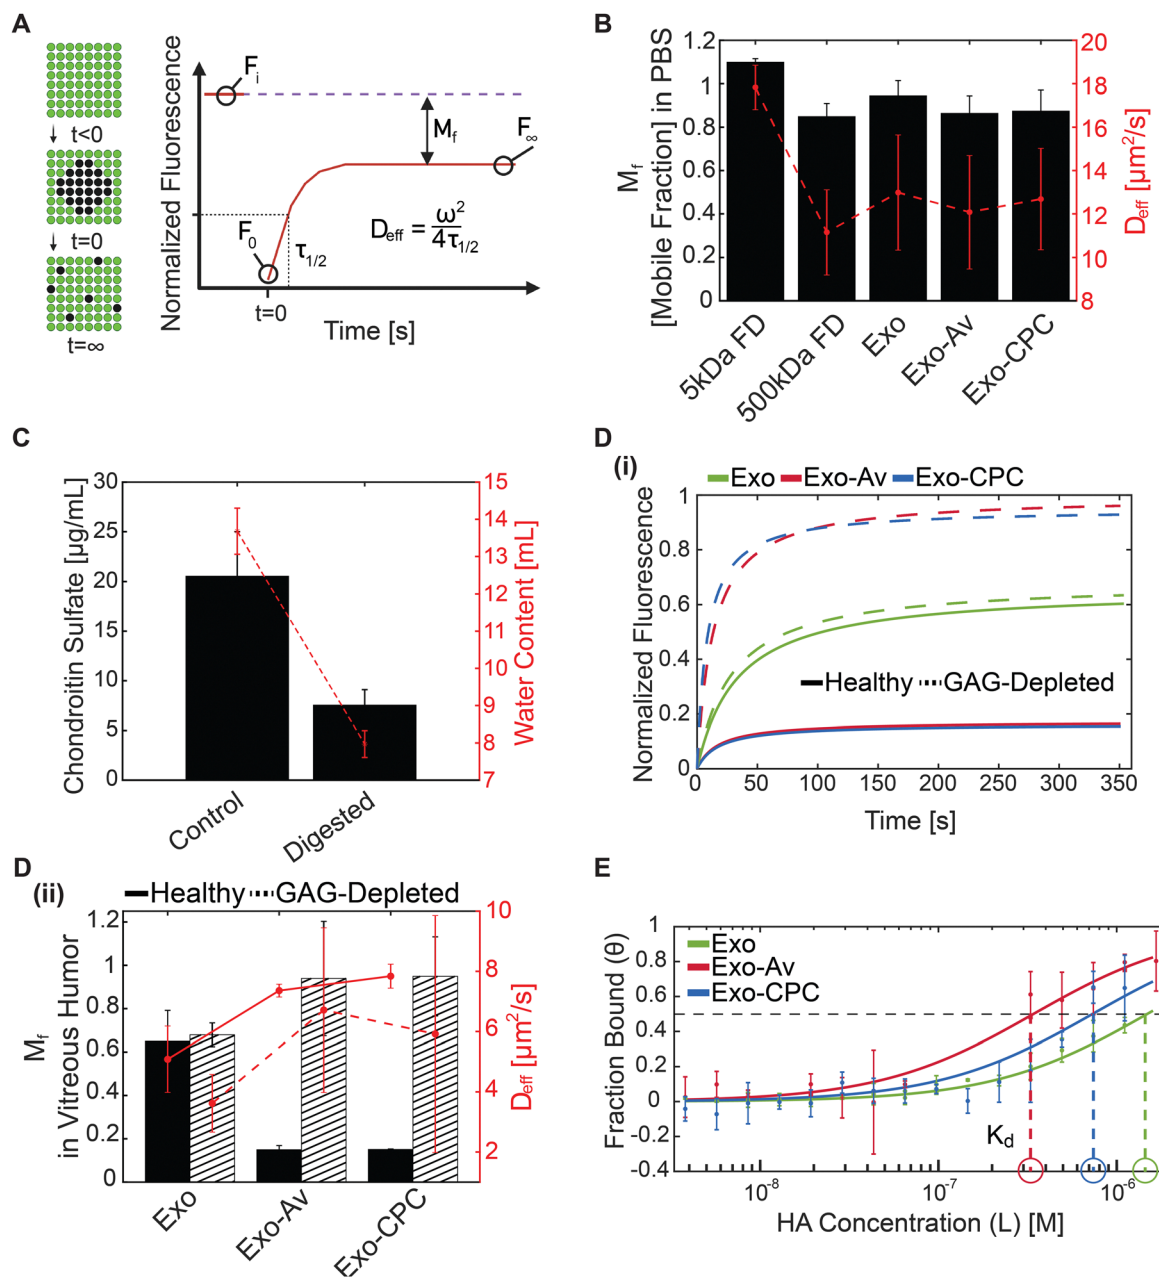 A
t<0
t=0
t=∞
Normalized Fluorescence
Fi
Mf
F∞
F0
τ1/2
Deff = ω²/4τ1/2
t=0
Time [s]
B
Mf
[Mobile Fraction] in PBS
1.2
1
0.8
0.6
0.4
0.2
0
20
18
16
14
12
10
8
Deff [µm²/s]
5kDa FD
500kDa FD
Exo
Exo-Av
Exo-CPC
C
Chondroitin Sulfate [µg/mL]
30
25
20
15
10
5
0
15
14
13
12
11
10
9
8
7
Water Content [mL]
Control
Digested
D
(i)
Exo Exo-Av Exo-CPC
Normalized Fluorescence
1
0.8
0.6
0.4
0.2
0
Healthy GAG-Depleted
0 50 100 150 200 250 300 350
Time [s]
D
(ii)
Healthy GAG-Depleted
Mf
in Vitreous Humor
1.2
1
0.8
0.6
0.4
0.2
0
10
8
6
4
2
Deff [µm²/s]
Exo
Exo-Av
Exo-CPC
E
Fraction Bound (θ)
1
0.8
0.6
0.4
0.2
0
-0.2
-0.4
Exo
Exo-Av
Exo-CPC
Kd
10⁻⁸ 10⁻⁷ 10⁻⁶
HA Concentration (L) [M]